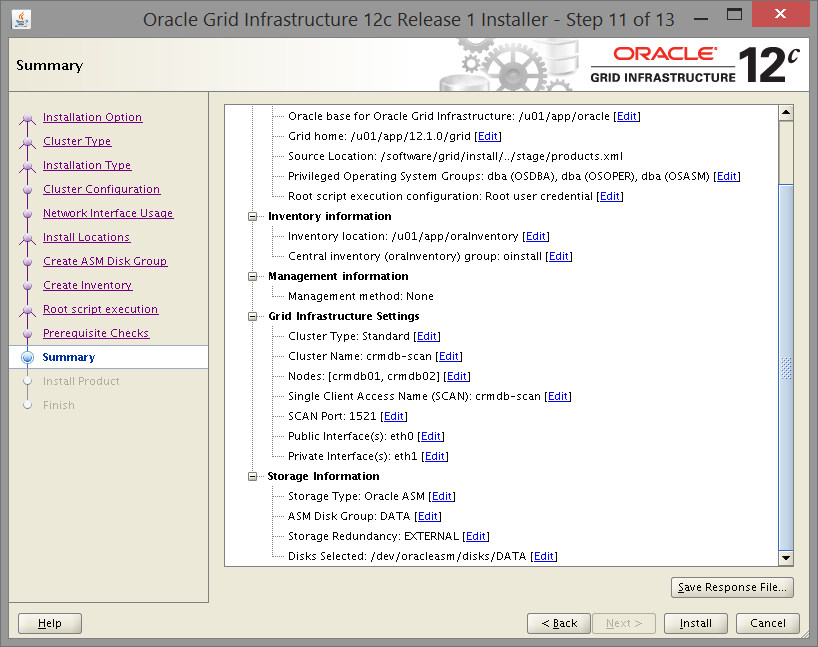 Oracle Grid Infrastructure 12c Release 1 Installer - Step 11 of 13
Summary
ORACLE
GRID INFRASTRUCTURE 12c
Installation Option
Cluster Type
Installation Type
Cluster Configuration
Network Interface Usage
Install Locations
Create ASM Disk Group
Create Inventory
Root script execution
Prerequisite Checks
Summary
Install Product
Finish
Oracle base for Oracle Grid Infrastructure: /u01/app/oracle [Edit]
Grid home: /u01/app/12.1.0/grid [Edit]
Source Location: /software/grid/install/../stage/products.xml
Privileged Operating System Groups: dba (OSDBA), dba (OSOPER), dba (OSASM) [Edit]
Root script execution configuration: Root user credential [Edit]
Inventory information
Inventory location: /u01/app/oraInventory [Edit]
Central inventory (oraInventory) group: oinstall [Edit]
Management information
Management method: None
Grid Infrastructure Settings
Cluster Type: Standard [Edit]
Cluster Name: crmdb-scan [Edit]
Nodes: [crmdb01, crmdb02] [Edit]
Single Client Access Name (SCAN): crmdb-scan [Edit]
SCAN Port: 1521 [Edit]
Public Interface(s): eth0 [Edit]
Private Interface(s): eth1 [Edit]
Storage Information
Storage Type: Oracle ASM [Edit]
ASM Disk Group: DATA [Edit]
Storage Redundancy: EXTERNAL [Edit]
Disks Selected: /dev/oracleasm/disks/DATA [Edit]
Save Response File...
Help
< Back
Next >
Install
Cancel